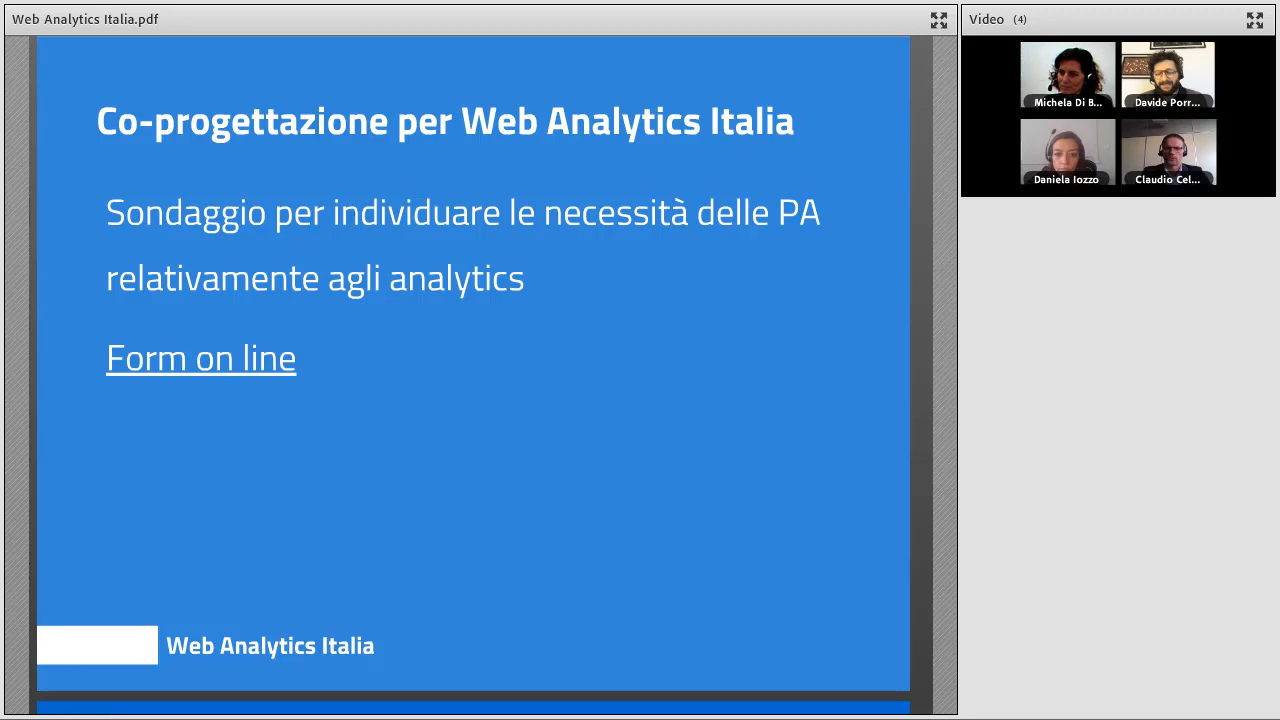 Web Analytics Italia.pdf
Video (4)
Michela Di B...
Davide Porr...
Daniela Iozzo
Claudio Cel...
Co-progettazione per Web Analytics Italia
Sondaggio per individuare le necessità delle PA
relativamente agli analytics
Form on line
Web Analytics Italia